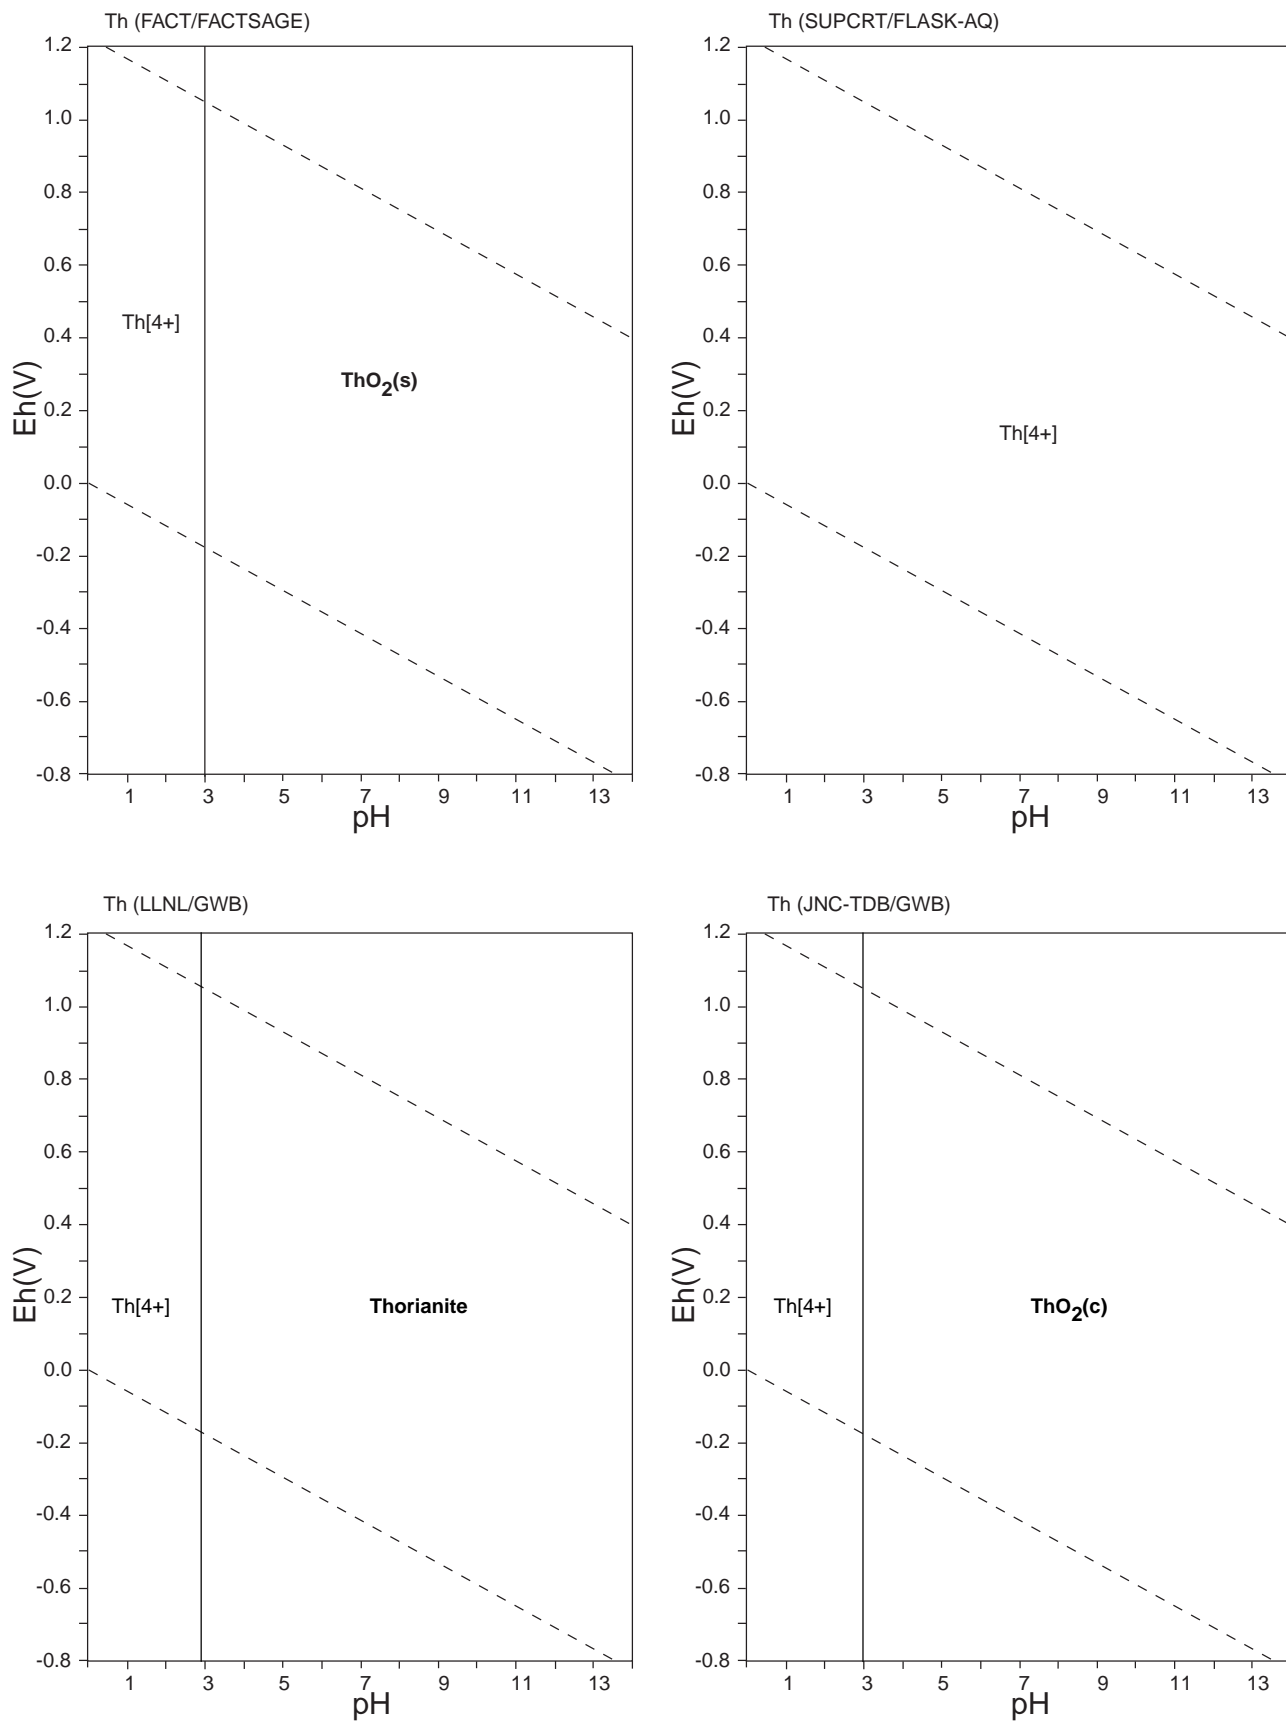 Th (FACT/FACTSAGE)
1.2
1.0
0.8
0.6
0.4
0.2
0.0
-0.2
-0.4
-0.6
-0.8
Eh(V)
Th[4+]
ThO2(s)
1 3 5 7 9 11 13
pH
Th (SUPCRT/FLASK-AQ)
1.2
1.0
0.8
0.6
0.4
0.2
0.0
-0.2
-0.4
-0.6
-0.8
Eh(V)
Th[4+]
1 3 5 7 9 11 13
pH
Th (LLNL/GWB)
1.2
1.0
0.8
0.6
0.4
0.2
0.0
-0.2
-0.4
-0.6
-0.8
Eh(V)
Th[4+]
Thorianite
1 3 5 7 9 11 13
pH
Th (JNC-TDB/GWB)
1.2
1.0
0.8
0.6
0.4
0.2
0.0
-0.2
-0.4
-0.6
-0.8
Eh(V)
Th[4+]
ThO2(c)
1 3 5 7 9 11 13
pH